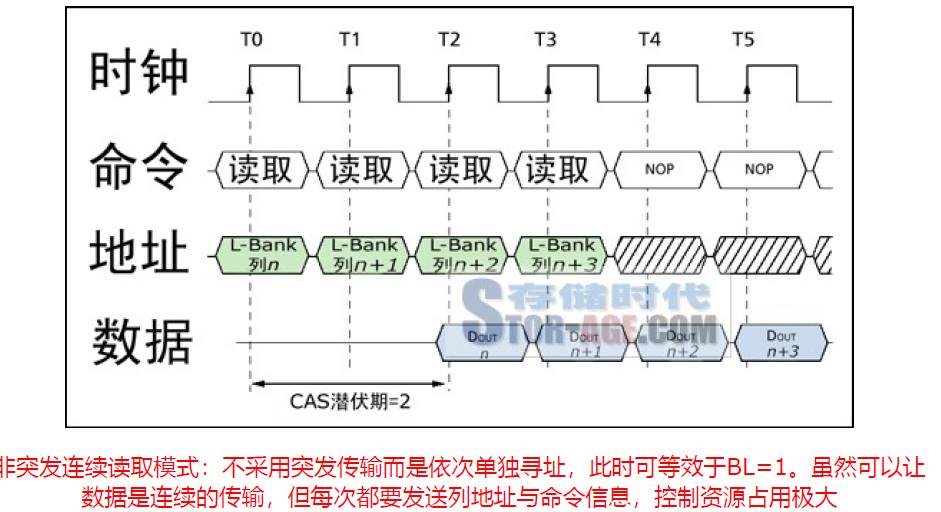 T0 T1 T2 T3 T4 T5
时钟
命令 读取 读取 读取 读取 NOP NOP
地址 L-Bank 列n L-Bank 列n+1 L-Bank 列n+2 L-Bank 列n+3
存储时代
STOR-AGE.COM
数据 DOUT n DOUT n+1 DOUT n+2 DOUT n+3
CAS潜伏期=2
非突发连续读取模式：不采用突发传输而是依次单独寻址，此时可等效于BL=1。虽然可以让
数据是连续的传输，但每次都要发送列地址与命令信息，控制资源占用极大